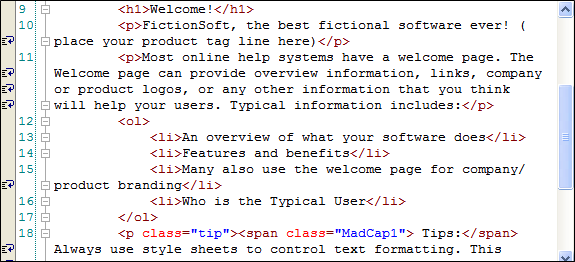 9 <h1>Welcome!</h1>
10 <p>FictionSoft, the best fictional software ever! (
place your product tag line here)</p>
11 <p>Most online help systems have a welcome page. The
Welcome page can provide overview information, links, company
or product logos, or any other information that you think
will help your users. Typical information includes:</p>
12 <ol>
13 <li>An overview of what your software does</li>
14 <li>Features and benefits</li>
15 <li>Many also use the welcome page for company/
product branding</li>
16 <li>Who is the Typical User</li>
17 </ol>
18 <p class="tip"><span class="MadCap1"> Tips:</span>
Always use style sheets to control text formatting. This